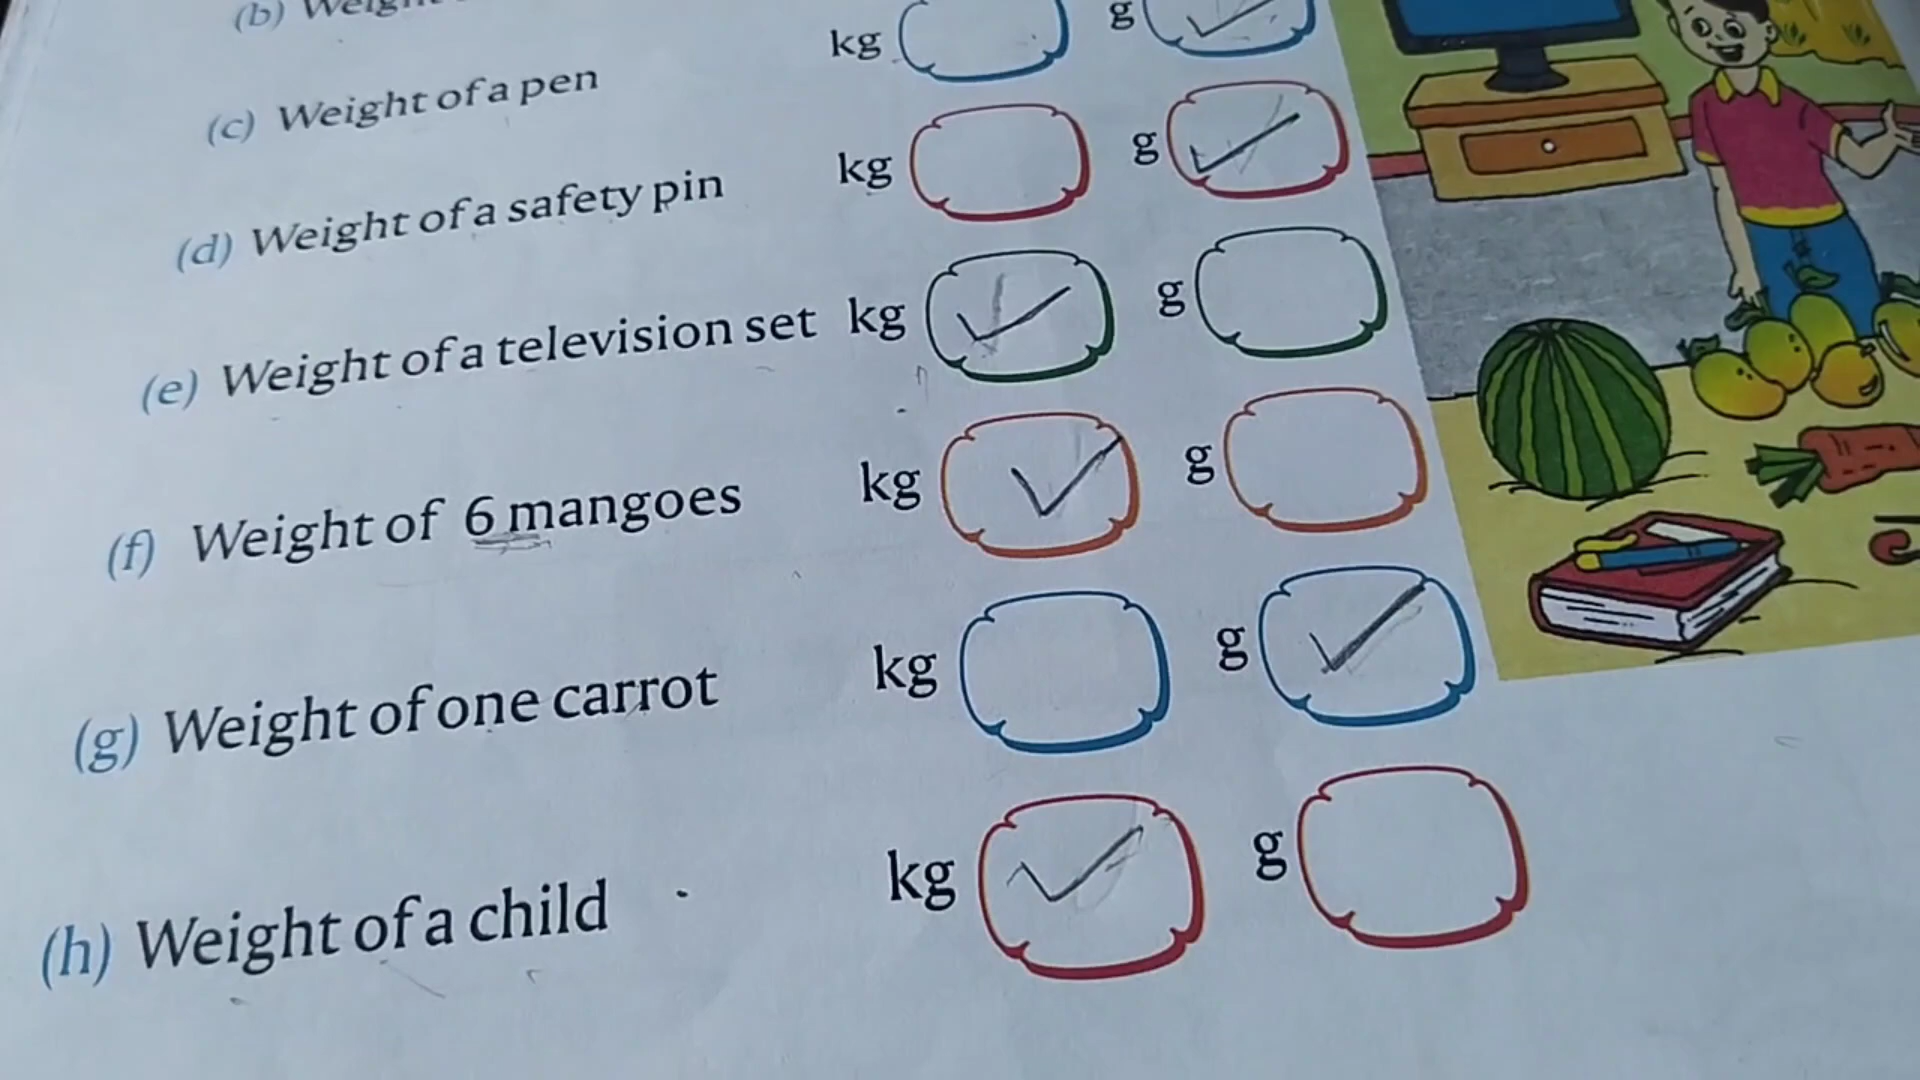 (b) Weigh
(c) Weight of a pen kg g ✓
(d) Weight of a safety pin kg g ✓
(e) Weight of a television set kg ✓ g
(f) Weight of 6 mangoes kg ✓ g
(g) Weight of one carrot kg g ✓
(h) Weight of a child kg ✓ g